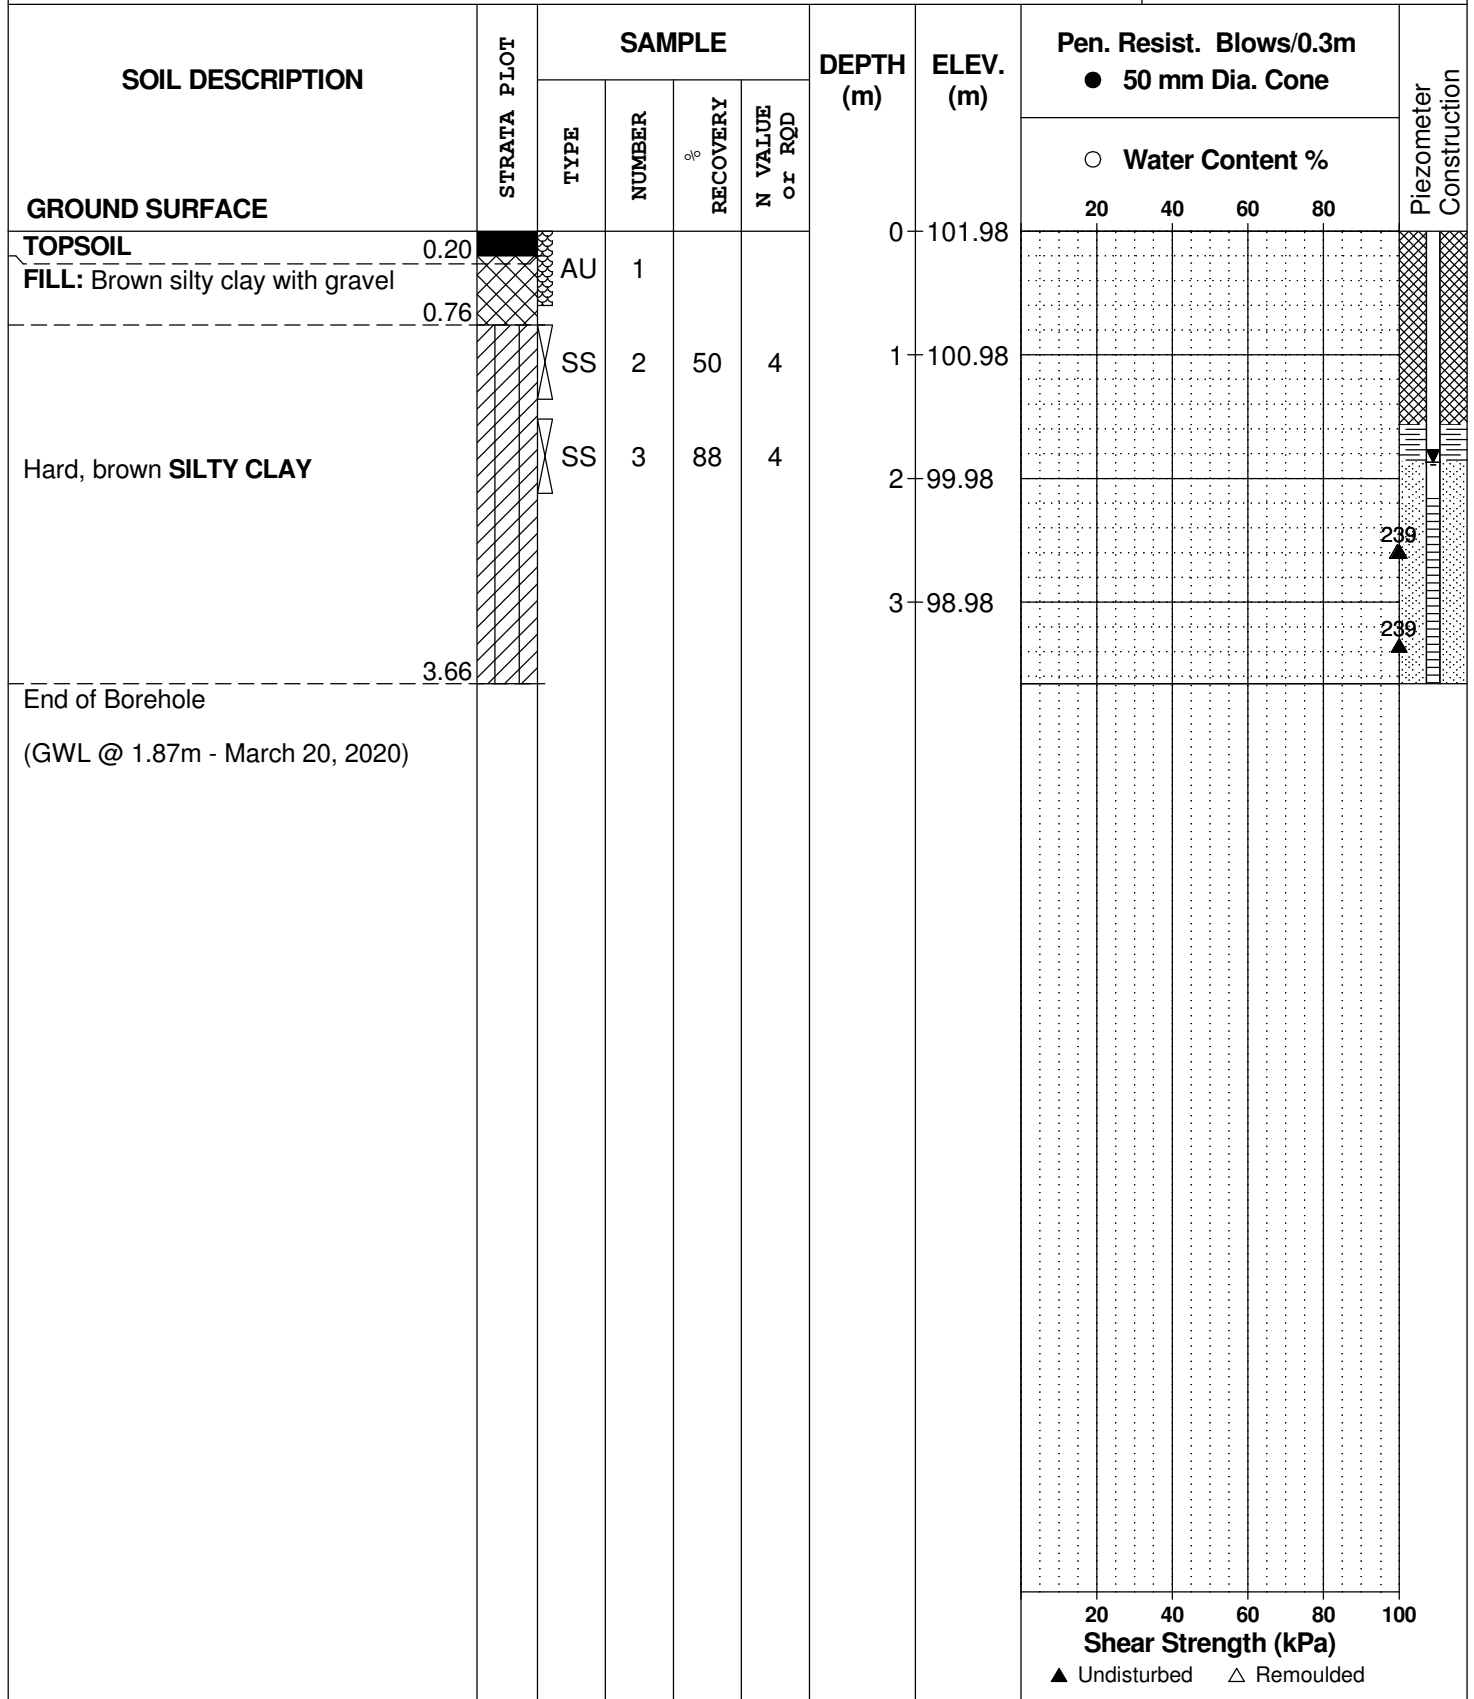 SOIL DESCRIPTION
GROUND SURFACE
STRATA PLOT
SAMPLE
TYPE
NUMBER
%
RECOVERY
N VALUE
or RQD
DEPTH
(m)
ELEV.
(m)
Pen. Resist. Blows/0.3m
● 50 mm Dia. Cone
○ Water Content %
20 40 60 80
Piezometer
Construction
TOPSOIL 0.20
0 101.98
FILL: Brown silty clay with gravel
AU 1
0.76
SS 2 50 4
1 100.98
Hard, brown SILTY CLAY
SS 3 88 4
2 99.98
239
3 98.98
239
3.66
End of Borehole
(GWL @ 1.87m - March 20, 2020)
20 40 60 80 100
Shear Strength (kPa)
▲ Undisturbed △ Remoulded